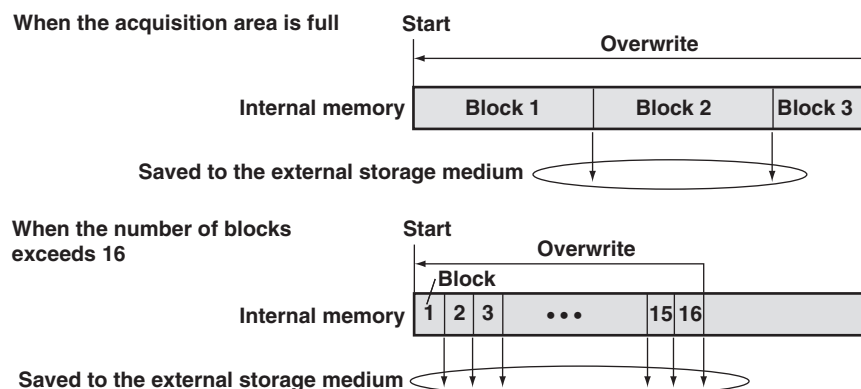 When the acquisition area is full
Start
Overwrite
Internal memory
Block 1
Block 2
Block 3
Saved to the external storage medium
When the number of blocks
exceeds 16
Start
Overwrite
Block
Internal memory
1 2 3 ••• 15 16
Saved to the external storage medium